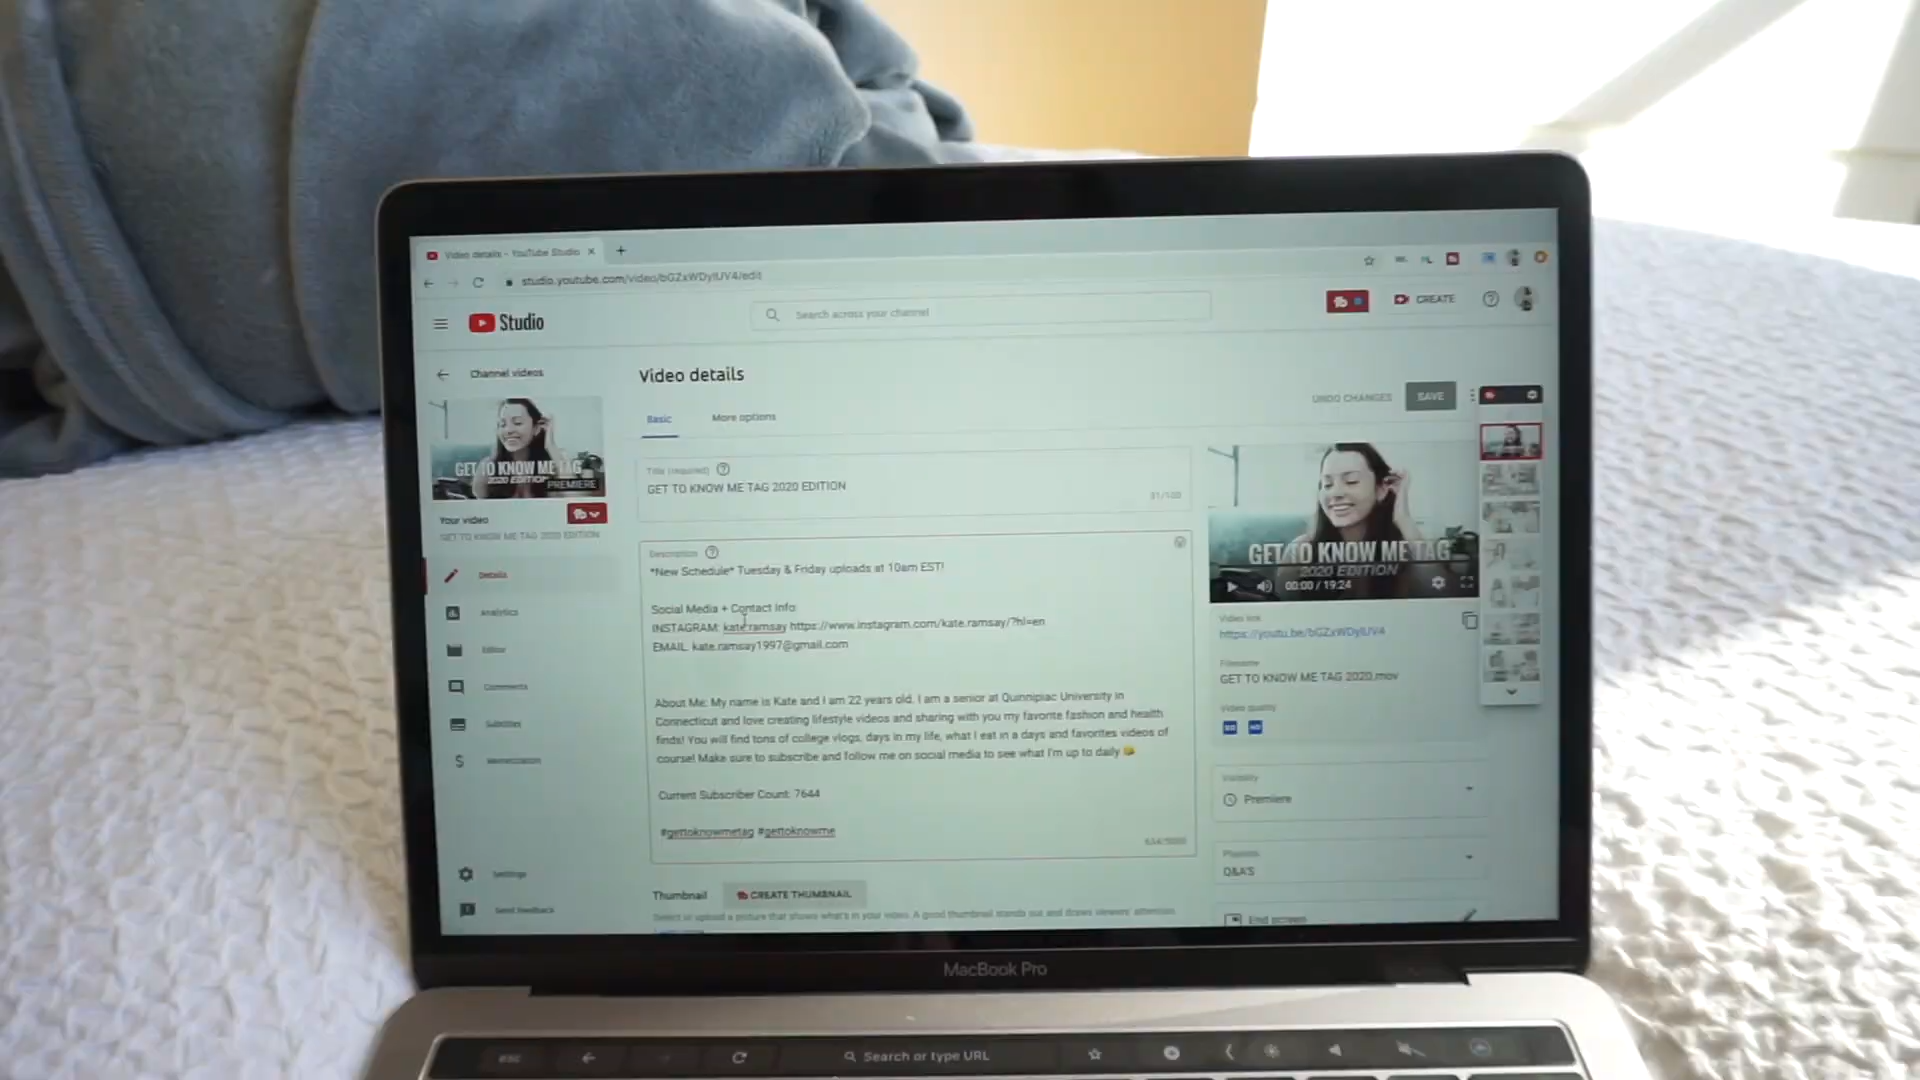 Video details - YouTube Studio
studio.youtube.com/video/bGZxWDylUV4/edit
Studio
Search across your channel
CREATE
Channel videos
GET TO KNOW ME TAG
2020 EDITION
PREMIERE
Your video
GET TO KNOW ME TAG 2020 EDITION
Details
Analytics
Editor
Comments
Subtitles
Monetization
Settings
Send feedback
Video details
UNDO CHANGES
SAVE
Basic
More options
Title (required)
GET TO KNOW ME TAG 2020 EDITION
31/100
Description
*New Schedule* Tuesday & Friday uploads at 10am EST!
Social Media + Contact Info
INSTAGRAM: kate.ramsay https://www.instagram.com/kate.ramsay/?hl=en
EMAIL: kate.ramsay1997@gmail.com
About Me: My name is Kate and I am 22 years old. I am a senior at Quinnipiac University in
Connecticut and love creating lifestyle videos and sharing with you my favorite fashion and health
finds! You will find tons of college vlogs, days in my life, what I eat in a days and favorites videos of
course! Make sure to subscribe and follow me on social media to see what I'm up to daily
Current Subscriber Count: 7644
#gettoknowmetag #gettoknowme
Thumbnail
CREATE THUMBNAIL
Select or upload a picture that shows what's in your video. A good thumbnail stands out and draws viewers' attention.
GET TO KNOW ME TAG
2020 EDITION
00:00 / 19:24
Video link
https://youtu.be/bGZxWDylUV4
Filename
GET TO KNOW ME TAG 2020.mov
Video quality
SD HD
Visibility
Premiere
Playlists
Q&A'S
End screen
MacBook Pro
esc
Search or type URL